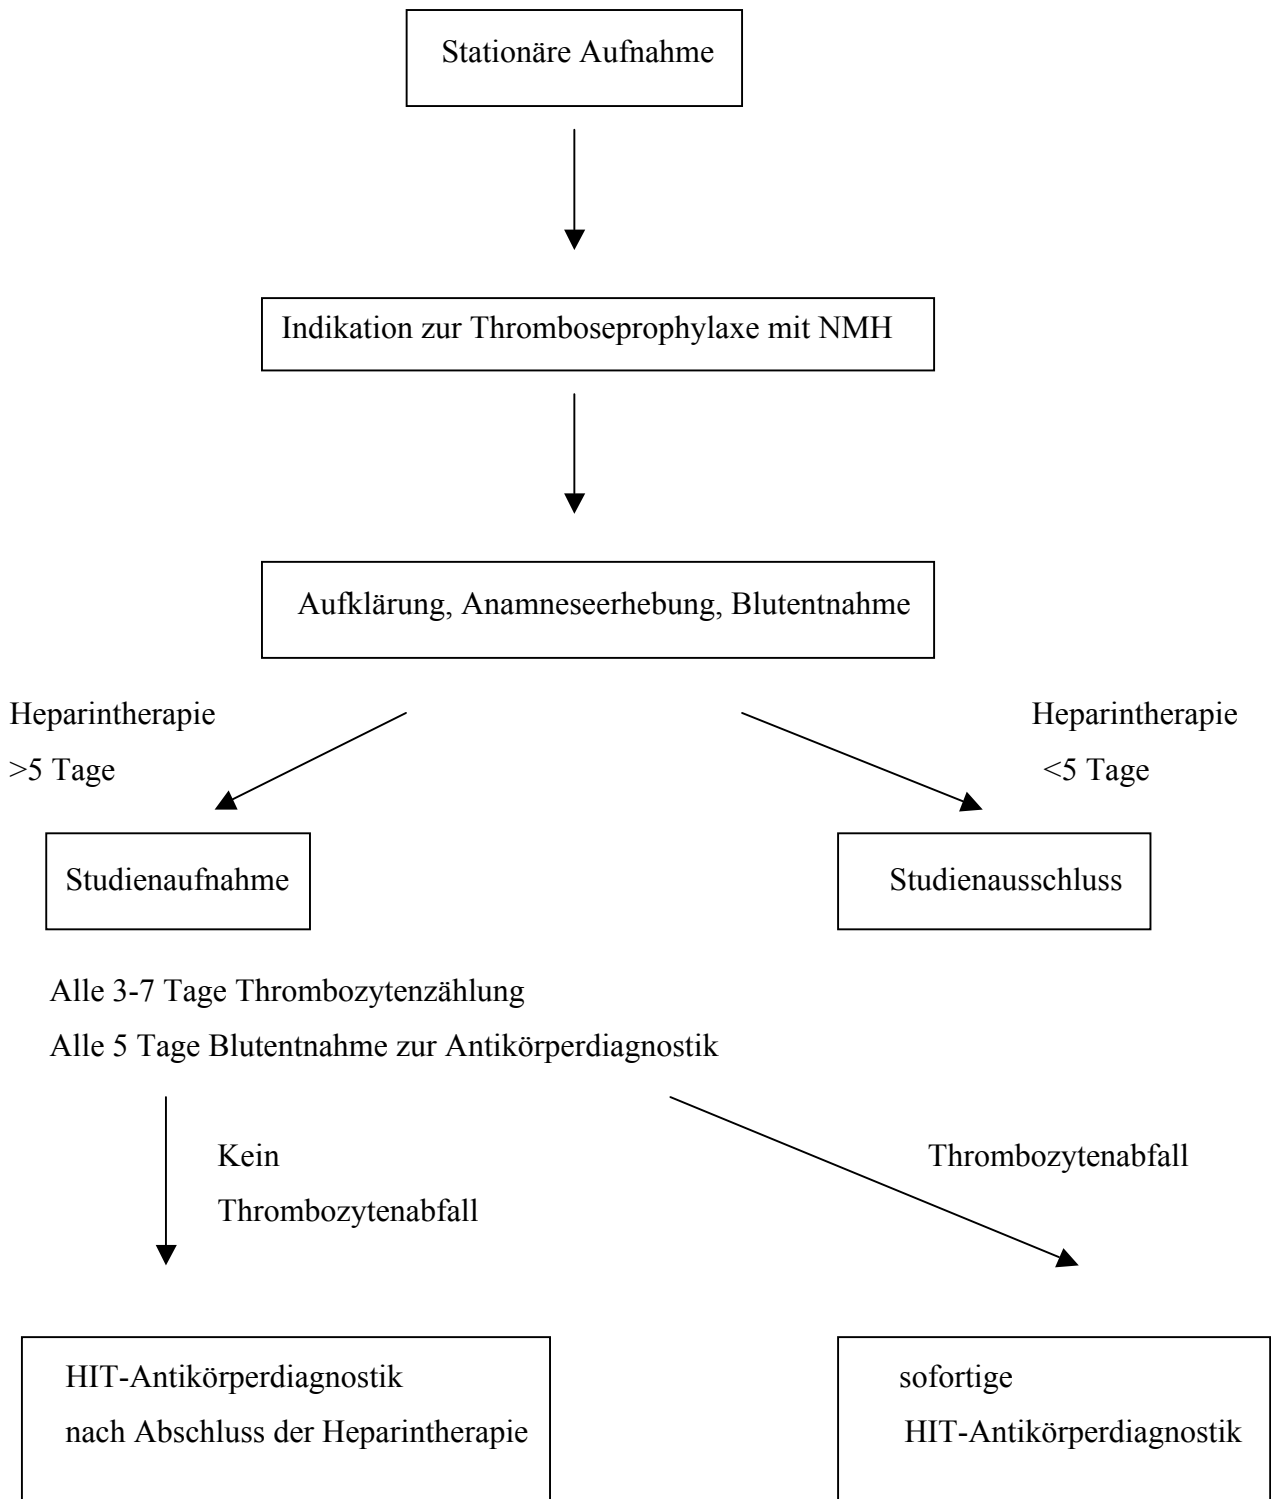 Stationäre Aufnahme
Indikation zur Thromboseprophylaxe mit NMH
Aufklärung, Anamneseerhebung, Blutentnahme
Heparintherapie
>5 Tage
Heparintherapie
<5 Tage
Studienaufnahme
Studienausschluss
Alle 3-7 Tage Thrombozytenzählung
Alle 5 Tage Blutentnahme zur Antikörperdiagnostik
Kein
Thrombozytenabfall
Thrombozytenabfall
HIT-Antikörperdiagnostik
nach Abschluss der Heparintherapie
sofortige
HIT-Antikörperdiagnostik